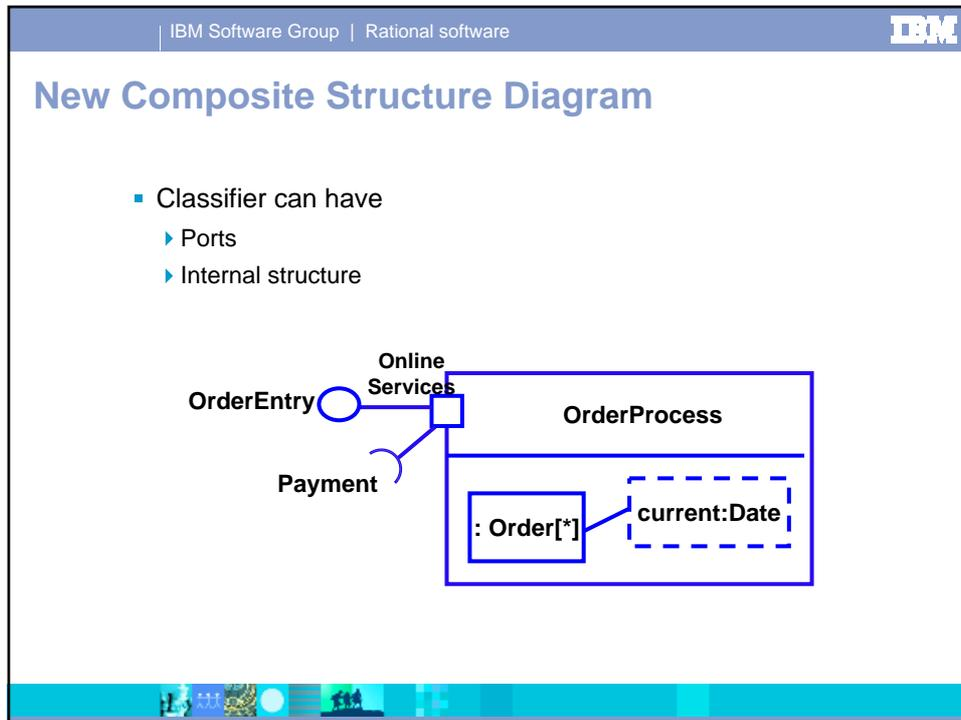 IBM Software Group | Rational software
IBM
New Composite Structure Diagram
Classifier can have
Ports
Internal structure
Online
Services
OrderEntry
OrderProcess
Payment
: Order[*]
current:Date